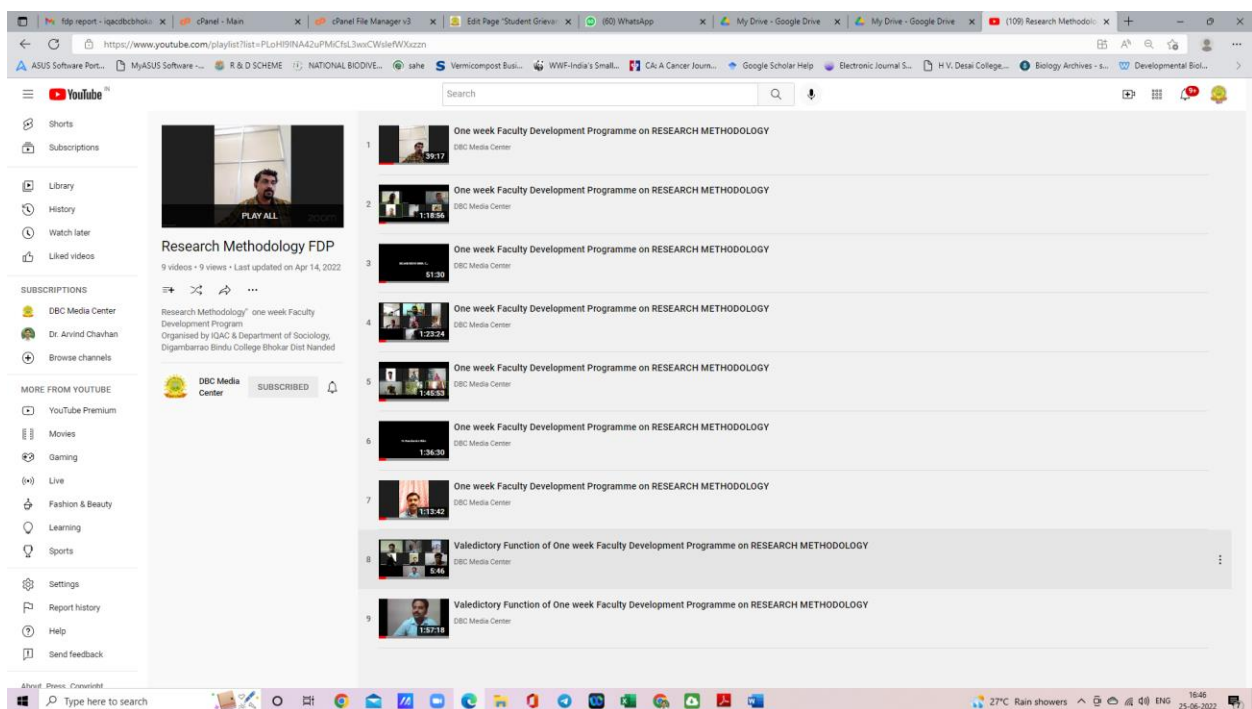 fdp report - iqacdbcbhoka
cPanel - Main
cPanel File Manager v3
Edit Page "Student Grievan
(60) WhatsApp
My Drive - Google Drive
My Drive - Google Drive
(109) Research Methodolo
https://www.youtube.com/playlist?list=
ASUS Software Port...
MyASUS Software -...
R & D SCHEME
NATIONAL BIODIVE...
sahe
Vermicompost Busi...
WWF-India's Small...
CA: A Cancer Journ...
Google Scholar Help
Electronic Journal S...
H V. Desai College,...
Biology Archives - s...
Developmental Biol...
YouTube IN
Search
9+
Shorts
Subscriptions
Library
History
Watch later
Liked videos
SUBSCRIPTIONS
DBC Media Center
Dr. Arvind Chavhan
Browse channels
MORE FROM YOUTUBE
YouTube Premium
Movies
Gaming
Live
Fashion & Beauty
Learning
Sports
Settings
Report history
Help
Send feedback
About Press Copyright
PLAY ALL
zoom
Research Methodology FDP
9 videos • 9 views • Last updated on Apr 14, 2022
Research Methodology" one week Faculty
Development Program
Organised by IQAC & Department of Sociology,
Digambarrao Bindu College Bhokar Dist Nanded
DBC Media
Center
SUBSCRIBED
1
39:17
One week Faculty Development Programme on RESEARCH METHODOLOGY
DBC Media Center
2
1:18:56
One week Faculty Development Programme on RESEARCH METHODOLOGY
DBC Media Center
3
51:30
One week Faculty Development Programme on RESEARCH METHODOLOGY
DBC Media Center
4
1:23:24
One week Faculty Development Programme on RESEARCH METHODOLOGY
DBC Media Center
5
1:45:53
One week Faculty Development Programme on RESEARCH METHODOLOGY
DBC Media Center
6
1:36:30
One week Faculty Development Programme on RESEARCH METHODOLOGY
DBC Media Center
7
1:13:42
One week Faculty Development Programme on RESEARCH METHODOLOGY
DBC Media Center
8
5:46
Valedictory Function of One week Faculty Development Programme on RESEARCH METHODOLOGY
DBC Media Center
9
1:57:18
Valedictory Function of One week Faculty Development Programme on RESEARCH METHODOLOGY
DBC Media Center
Type here to search
27°C Rain showers
ENG
16:46
25-06-2022